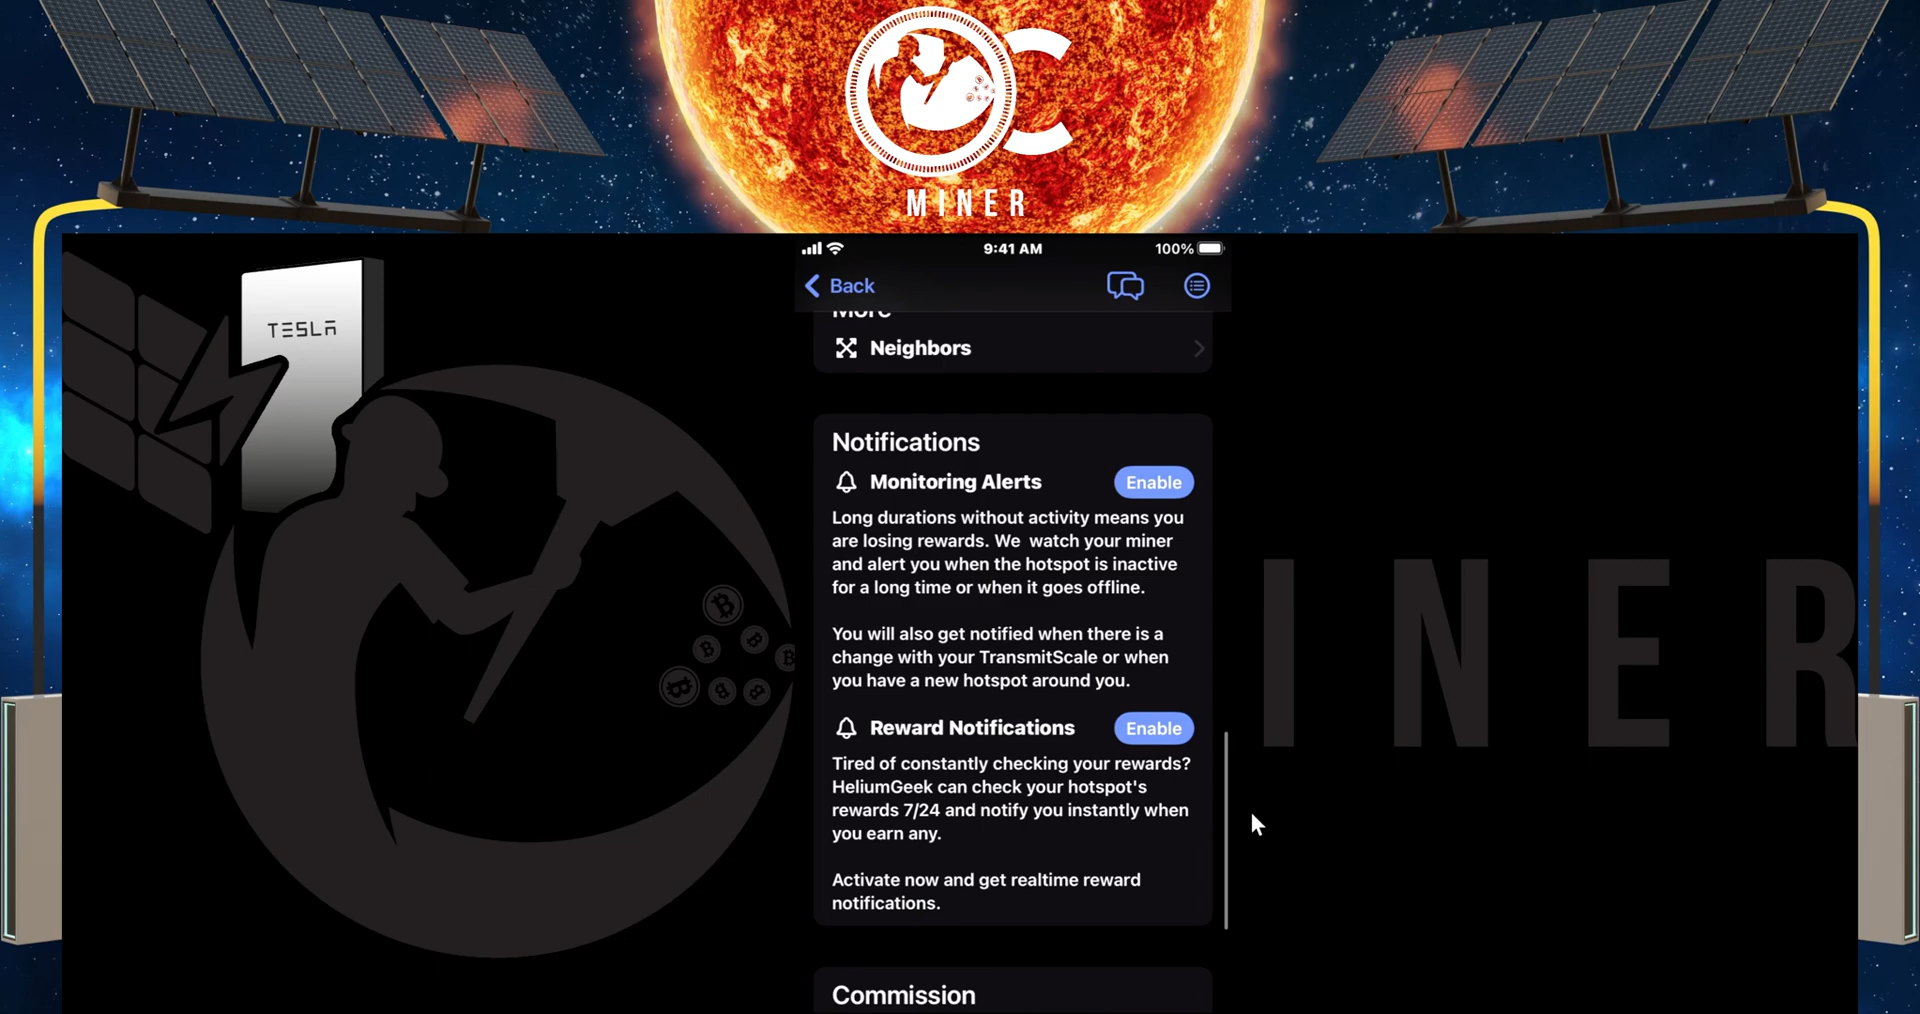 MINER
9:41 AM
100%
Back
More
Neighbors
TESLA
Notifications
Monitoring Alerts
Enable
Long durations without activity means you
are losing rewards. We watch your miner
and alert you when the hotspot is inactive
for a long time or when it goes offline.
You will also get notified when there is a
change with your TransmitScale or when
you have a new hotspot around you.
INER
Reward Notifications
Enable
Tired of constantly checking your rewards?
HeliumGeek can check your hotspot's
rewards 7/24 and notify you instantly when
you earn any.
Activate now and get realtime reward
notifications.
Commission